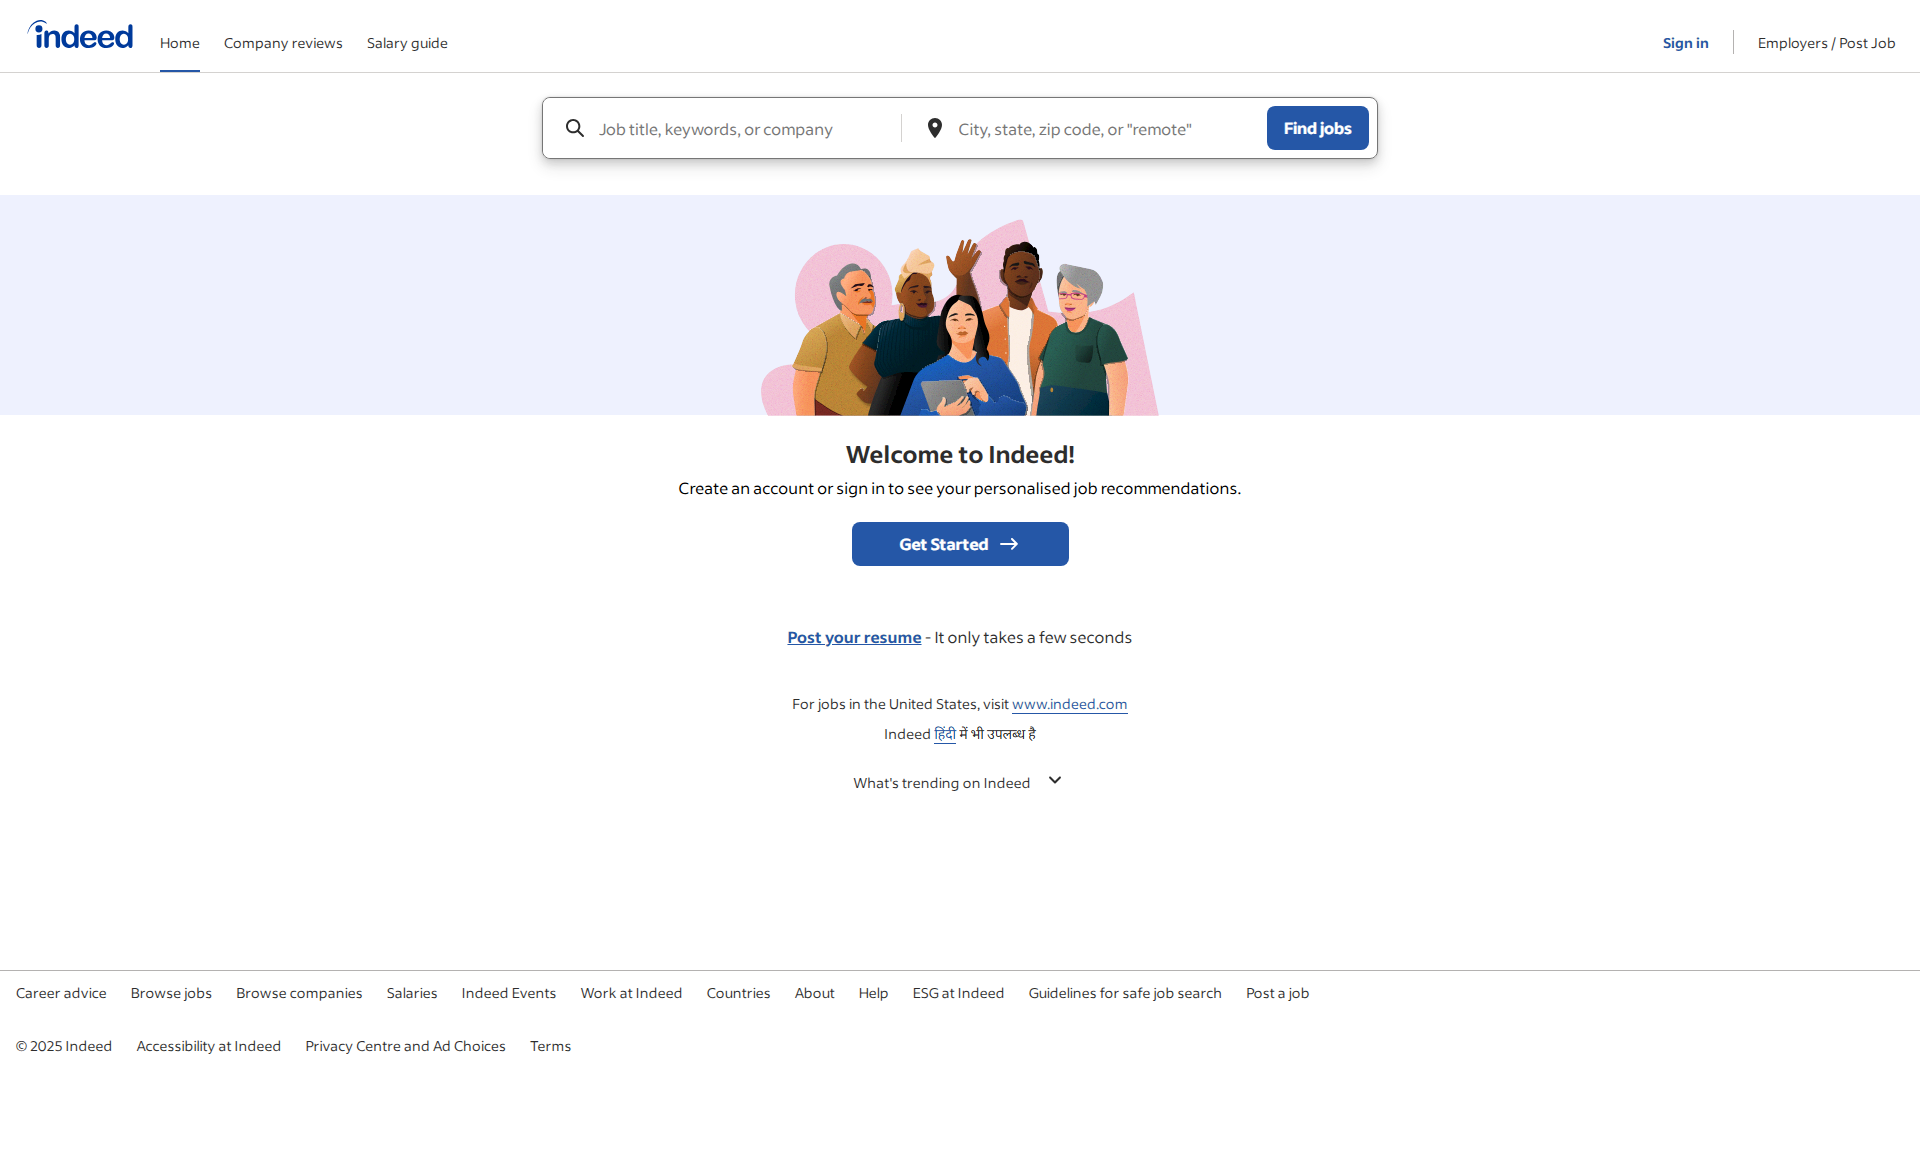 indeed
Home Company reviews Salary guide Sign in Employers / Post Job
Job title, keywords, or company City, state, zip code, or "remote" Find jobs
Welcome to Indeed!
Create an account or sign in to see your personalised job recommendations.
Get Started
Post your resume - It only takes a few seconds
For jobs in the United States, visit www.indeed.com
Indeed हिंदी में भी उपलब्ध है
What's trending on Indeed
Career advice Browse jobs Browse companies Salaries Indeed Events Work at Indeed Countries About Help ESG at Indeed Guidelines for safe job search Post a job
© 2025 Indeed Accessibility at Indeed Privacy Centre and Ad Choices Terms